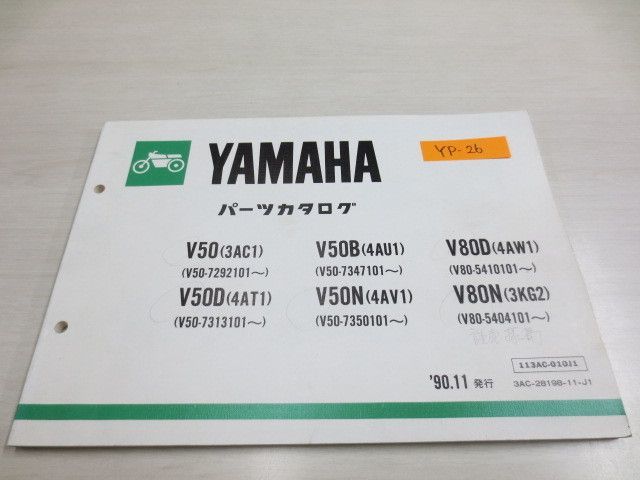 YAMAHA
YP-26
パーツカタログ
V50(3AC1) V50B(4AU1) V80D(4AW1)
(V50-7292101~) (V50-7347101~) (V80-5410101~)
V50D(4AT1) V50N(4AV1) V80N(3KG2)
(V50-7313101~) (V50-7350101~) (V80-5404101~)
113AC-010J1
'90.11 発行 3AC-28198-11-J1